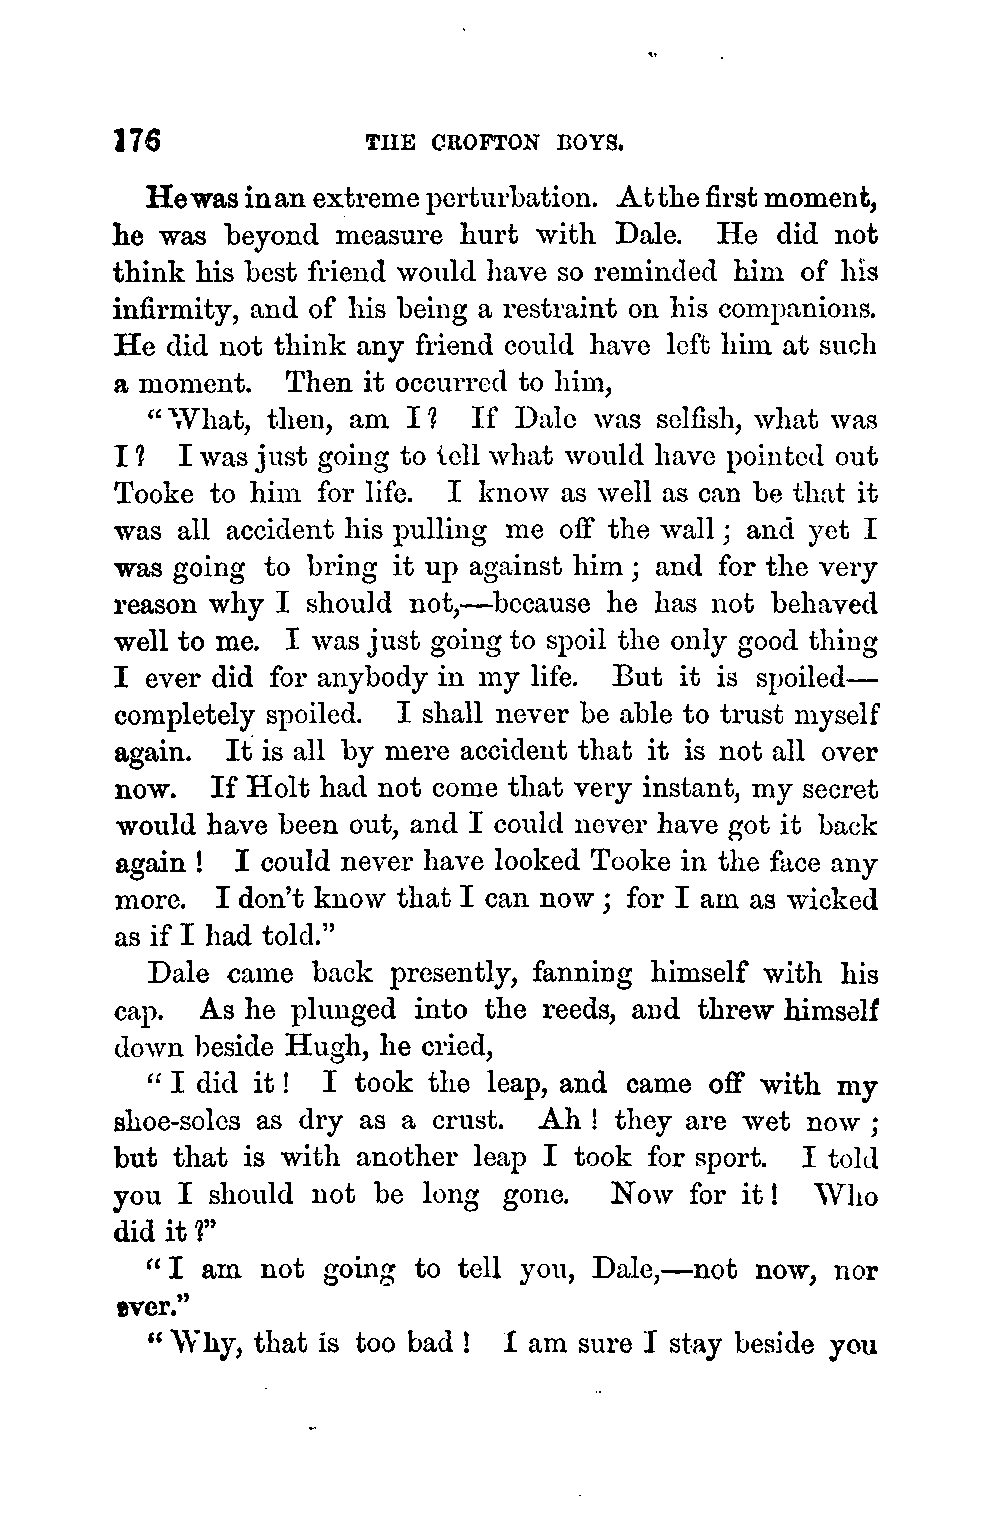 176 THE CROFTON BOYS.
He was in an extreme perturbation. At the first moment,
he was beyond measure hurt with Dale. He did not
think his best friend would have so reminded him of his
infirmity, and of his being a restraint on his companions.
He did not think any friend could have left him at such
a moment. Then it occurred to him,
“What, then, am I? If Dale was selfish, what was
I? I was just going to tell what would have pointed out
Tooke to him for life. I know as well as can be that it
was all accident his pulling me off the wall; and yet I
was going to bring it up against him; and for the very
reason why I should not,—because he has not behaved
well to me. I was just going to spoil the only good thing
I ever did for anybody in my life. But it is spoiled—
completely spoiled. I shall never be able to trust myself
again. It is all by mere accident that it is not all over
now. If Holt had not come that very instant, my secret
would have been out, and I could never have got it back
again! I could never have looked Tooke in the face any
more. I don’t know that I can now; for I am as wicked
as if I had told.”
Dale came back presently, fanning himself with his
cap. As he plunged into the reeds, and threw himself
down beside Hugh, he cried,
“I did it! I took the leap, and came off with my
shoe-soles as dry as a crust. Ah! they are wet now;
but that is with another leap I took for sport. I told
you I should not be long gone. Now for it! Who
did it?”
“I am not going to tell you, Dale,—not now, nor
ever.”
“Why, that is too bad! I am sure I stay beside you